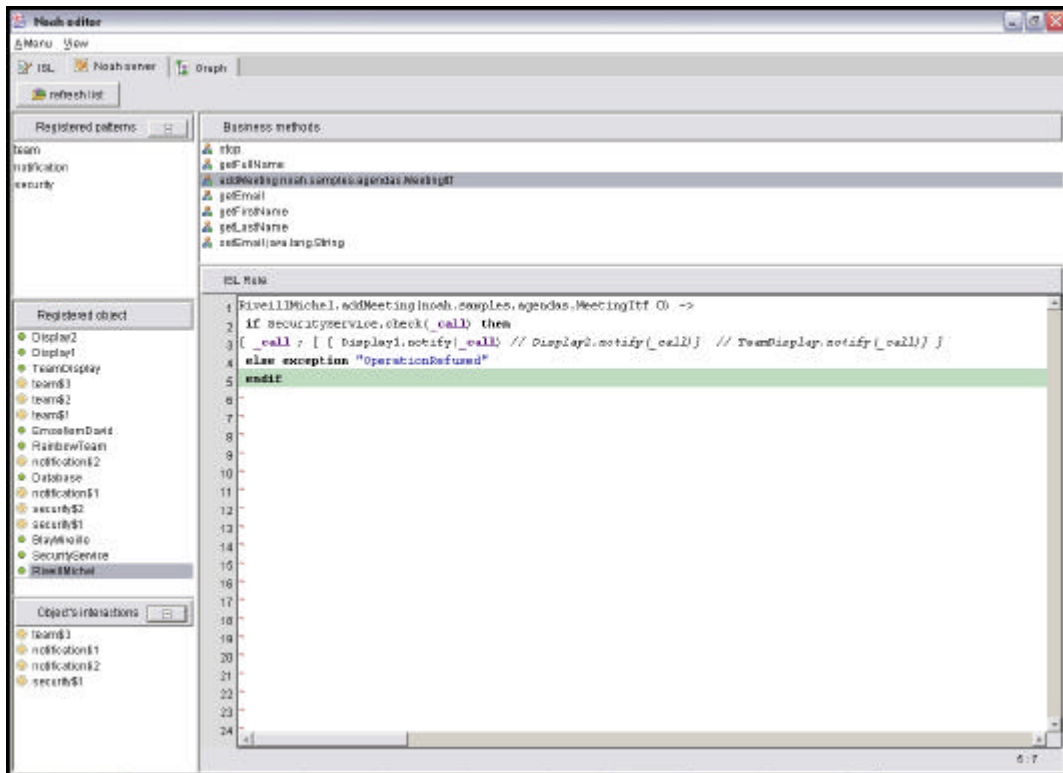 Noah editor
AMenu View
ISL Noah server Graph
refresh list
Registered patterns
team
notification
security
Business methods
stop
getFullName
addMeeting:noah.samples.agendas.MeetingItf
getEmail
getFirstName
getLastName
setEmail:java.lang.String
Registered object
Display2
Display1
TeamDisplay
team$3
team$2
team$1
EmsellemDavid
RainbowTeam
notification$2
Database
notification$1
security$2
security$1
BlayMireille
SecurityService
RiveillMichel
Object's interactions
team$3
notification$1
notification$2
security$1
ISL Rule
1 RiveillMichel.addMeeting(noah.samples.agendas.MeetingItf O) ->
2 if SecurityService.check(_call) then
3 [ _call ; [ [ Display1.notify(_call) // Display2.notify(_call)] // TeamDisplay.notify(_call)] ]
4 else exception "OperationRefused"
5 endif
6
7
8
9
10
11
12
13
14
15
16
17
18
19
20
21
22
23
24
6:7